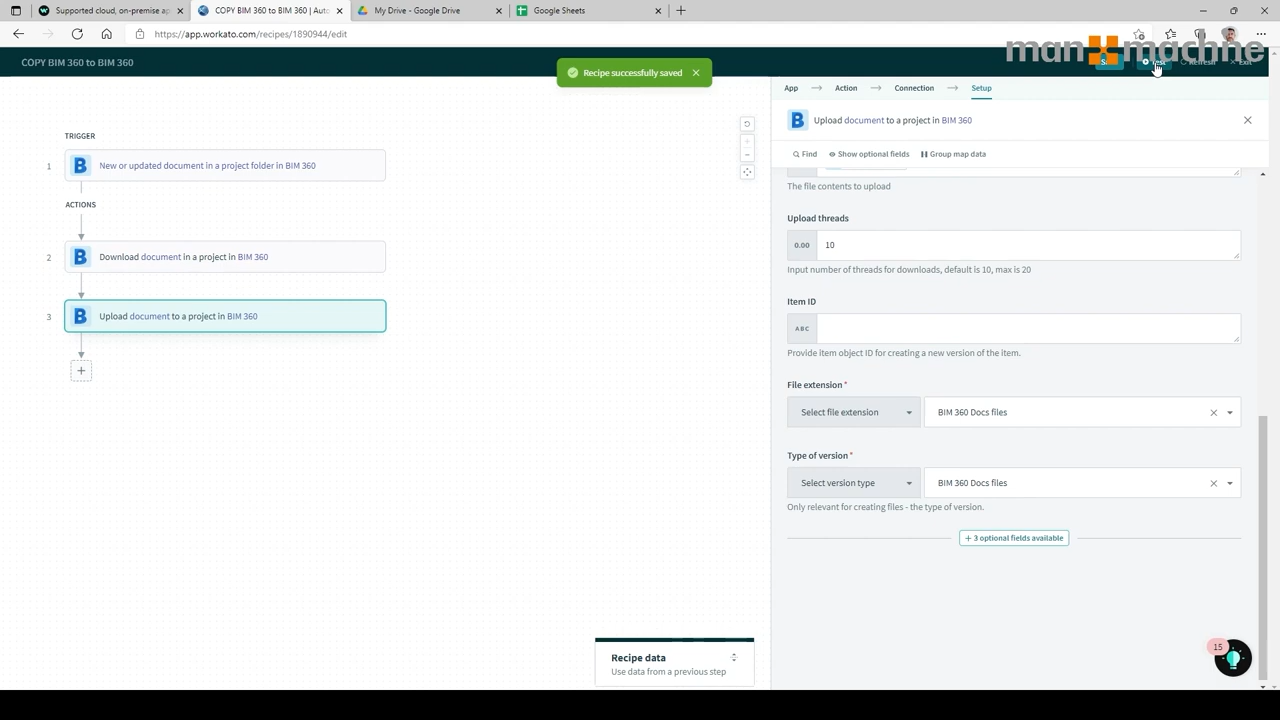 Supported cloud, on-premise ap
COPY BIM 360 to BIM 360 | Auto
My Drive - Google Drive
Google Sheets
https://app.workato.com/recipes/1890944/edit
man machine
COPY BIM 360 to BIM 360
Recipe successfully saved
Refresh
Exit
App
Action
Connection
Setup
Upload document to a project in BIM 360
Find
Show optional fields
Group map data
TRIGGER
1
New or updated document in a project folder in BIM 360
ACTIONS
2
Download document in a project in BIM 360
3
Upload document to a project in BIM 360
The file contents to upload
Upload threads
0.00
10
Input number of threads for downloads, default is 10, max is 20
Item ID
ABC
Provide item object ID for creating a new version of the item.
File extension*
Select file extension
BIM 360 Docs files
Type of version*
Select version type
BIM 360 Docs files
Only relevant for creating files - the type of version.
+ 3 optional fields available
Recipe data
Use data from a previous step
15